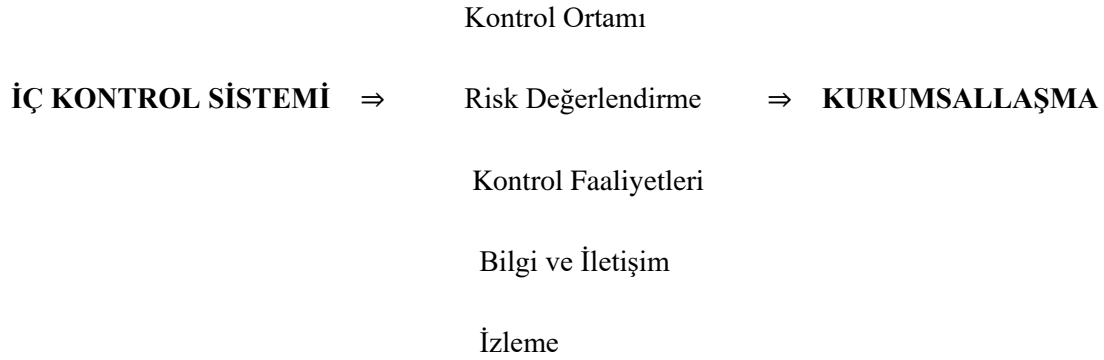 Kontrol Ortamı
İÇ KONTROL SİSTEMİ ⇒ Risk Değerlendirme ⇒ KURUMSALLAŞMA
Kontrol Faaliyetleri
Bilgi ve İletişim
İzleme